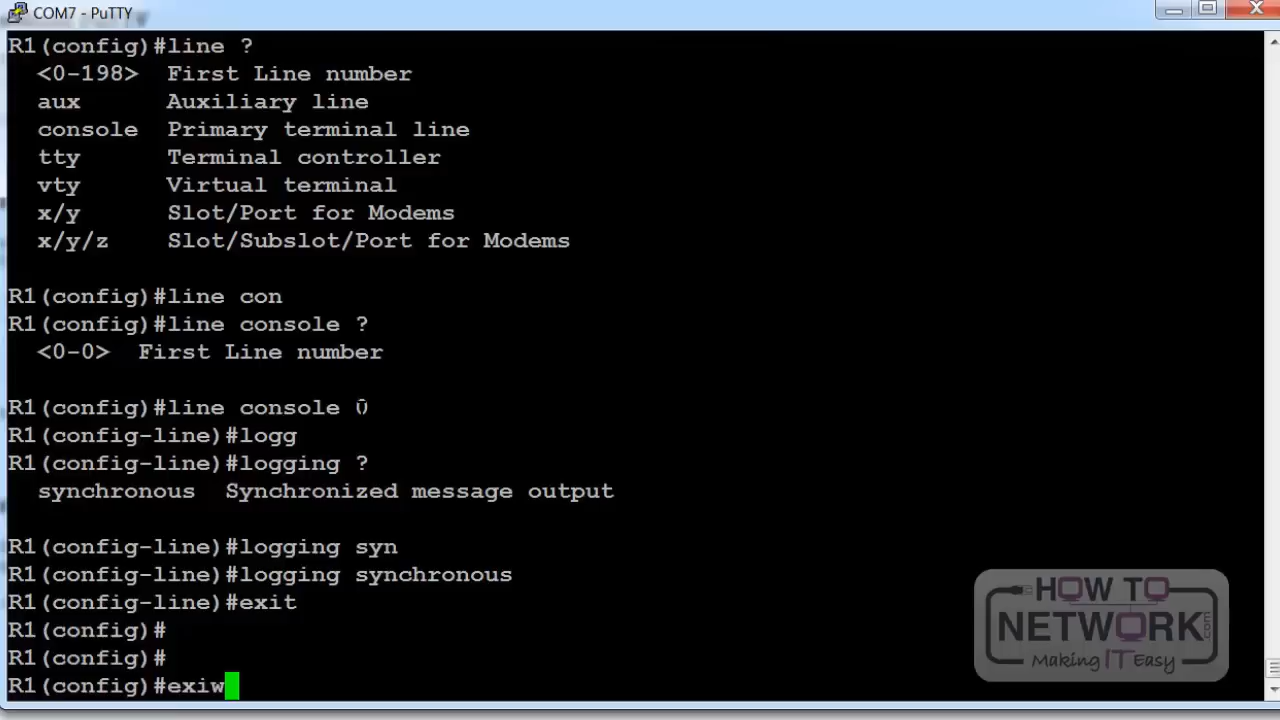 COM7 - PuTTY
R1(config)#line ?
<0-198>  First Line number
aux      Auxiliary line
console  Primary terminal line
tty      Terminal controller
vty      Virtual terminal
x/y      Slot/Port for Modems
x/y/z    Slot/Subslot/Port for Modems
R1(config)#line con
R1(config)#line console ?
<0-0>  First Line number
R1(config)#line console 0
R1(config-line)#logg
R1(config-line)#logging ?
synchronous  Synchronized message output
R1(config-line)#logging syn
R1(config-line)#logging synchronous
R1(config-line)#exit
R1(config)#
R1(config)#
R1(config)#exiw
HOW TO
NETWORK.com
Making IT Easy